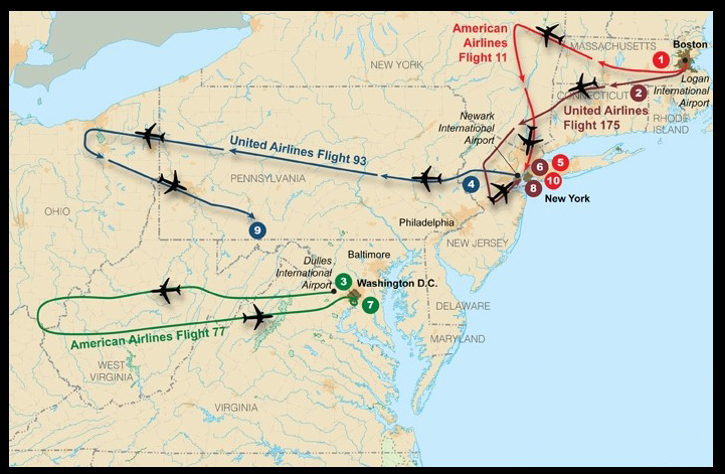 American
Airlines
Flight 11
MASSACHUSETTS
Boston
1
Logan
International
Airport
NEW YORK
CONNECTICUT
2
United Airlines
Flight 175
RHODE
ISLAND
Newark
International
Airport
United Airlines Flight 93
6
5
4
8
10
New York
PENNSYLVANIA
OHIO
9
Philadelphia
NEW JERSEY
Dulles
International
Airport
Baltimore
3
Washington D.C.
7
American Airlines Flight 77
DELAWARE
MARYLAND
WEST
VIRGINIA
VIRGINIA